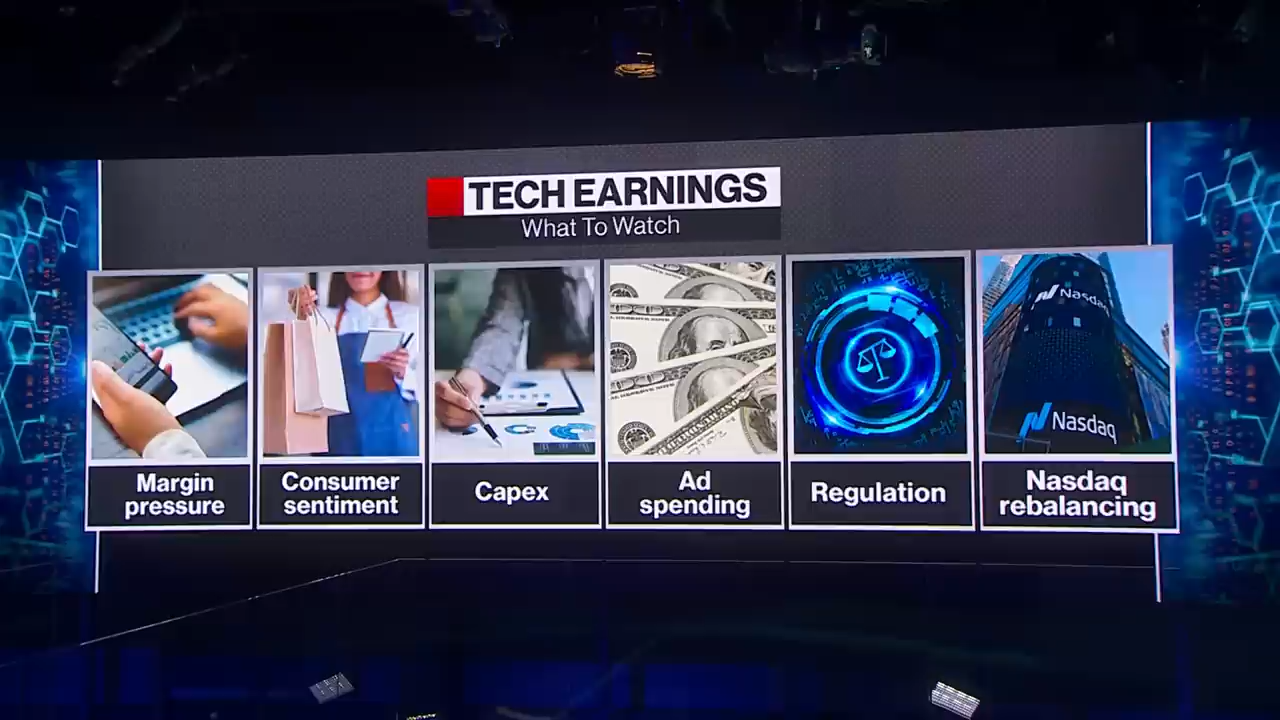 TECH EARNINGS
What To Watch
Nasdaq
Nasdaq
Margin
pressure
Consumer
sentiment
Capex
Ad
spending
Regulation
Nasdaq
rebalancing